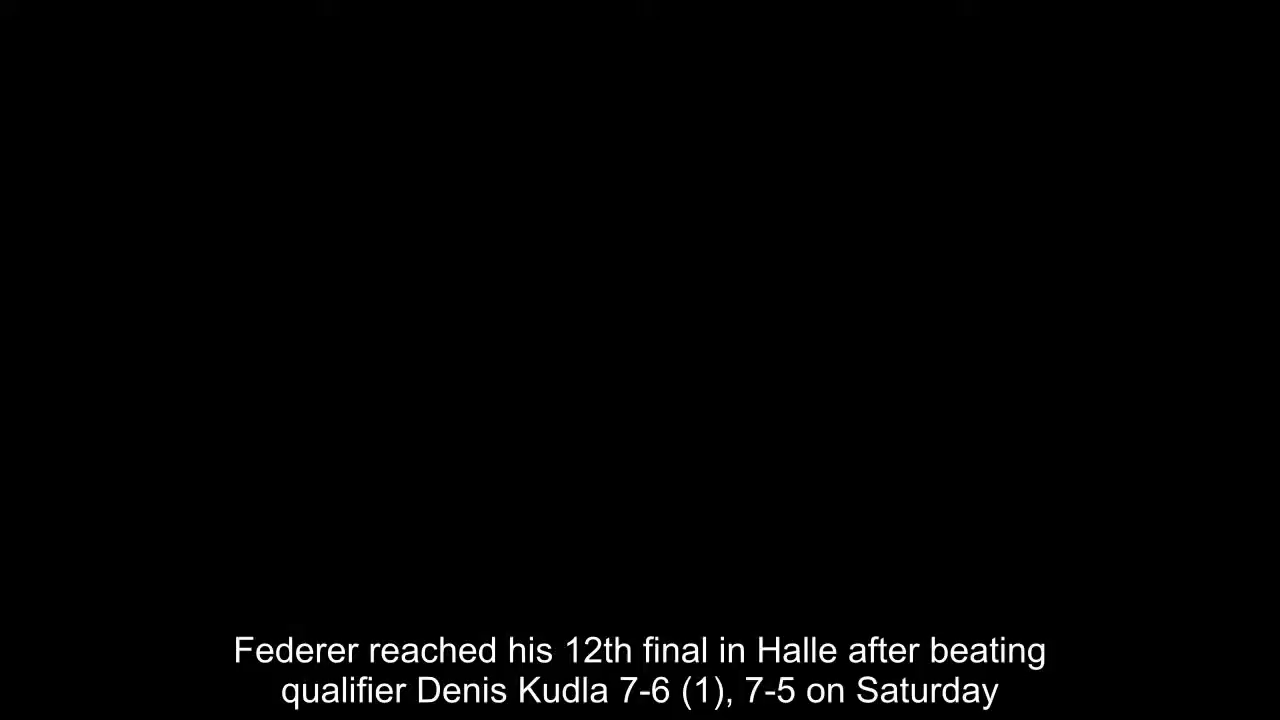 Federer reached his 12th final in Halle after beating
qualifier Denis Kudla 7-6 (1), 7-5 on Saturday